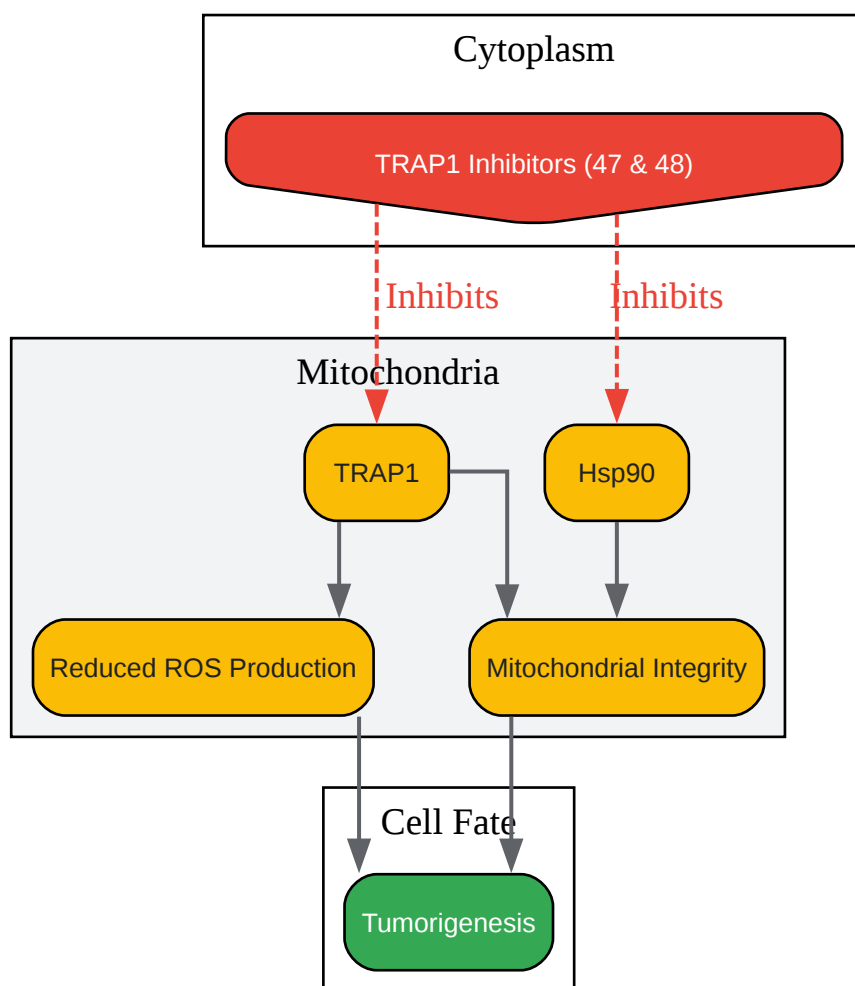 Cytoplasm
TRAP1 Inhibitors (47 & 48)
Inhibits
Inhibits
Mitochondria
TRAP1
Hsp90
Reduced ROS Production
Mitochondrial Integrity
Cell Fate
Tumorigenesis